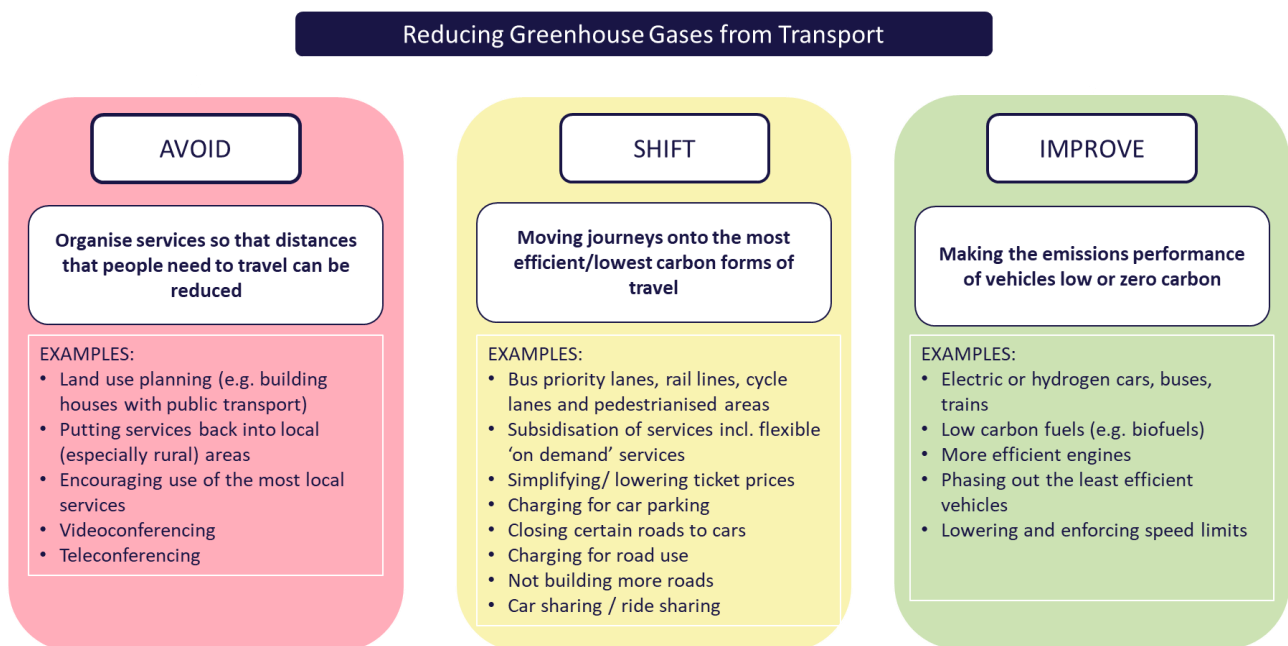 Reducing Greenhouse Gases from Transport
AVOID
Organise services so that distances
that people need to travel can be
reduced
EXAMPLES:
• Land use planning (e.g. building
houses with public transport)
• Putting services back into local
(especially rural) areas
• Encouraging use of the most local
services
• Videoconferencing
• Teleconferencing
SHIFT
Moving journeys onto the most
efficient/lowest carbon forms of
travel
EXAMPLES:
• Bus priority lanes, rail lines, cycle
lanes and pedestrianised areas
• Subsidisation of services incl. flexible
‘on demand’ services
• Simplifying/ lowering ticket prices
• Charging for car parking
• Closing certain roads to cars
• Charging for road use
• Not building more roads
• Car sharing / ride sharing
IMPROVE
Making the emissions performance
of vehicles low or zero carbon
EXAMPLES:
• Electric or hydrogen cars, buses,
trains
• Low carbon fuels (e.g. biofuels)
• More efficient engines
• Phasing out the least efficient
vehicles
• Lowering and enforcing speed limits